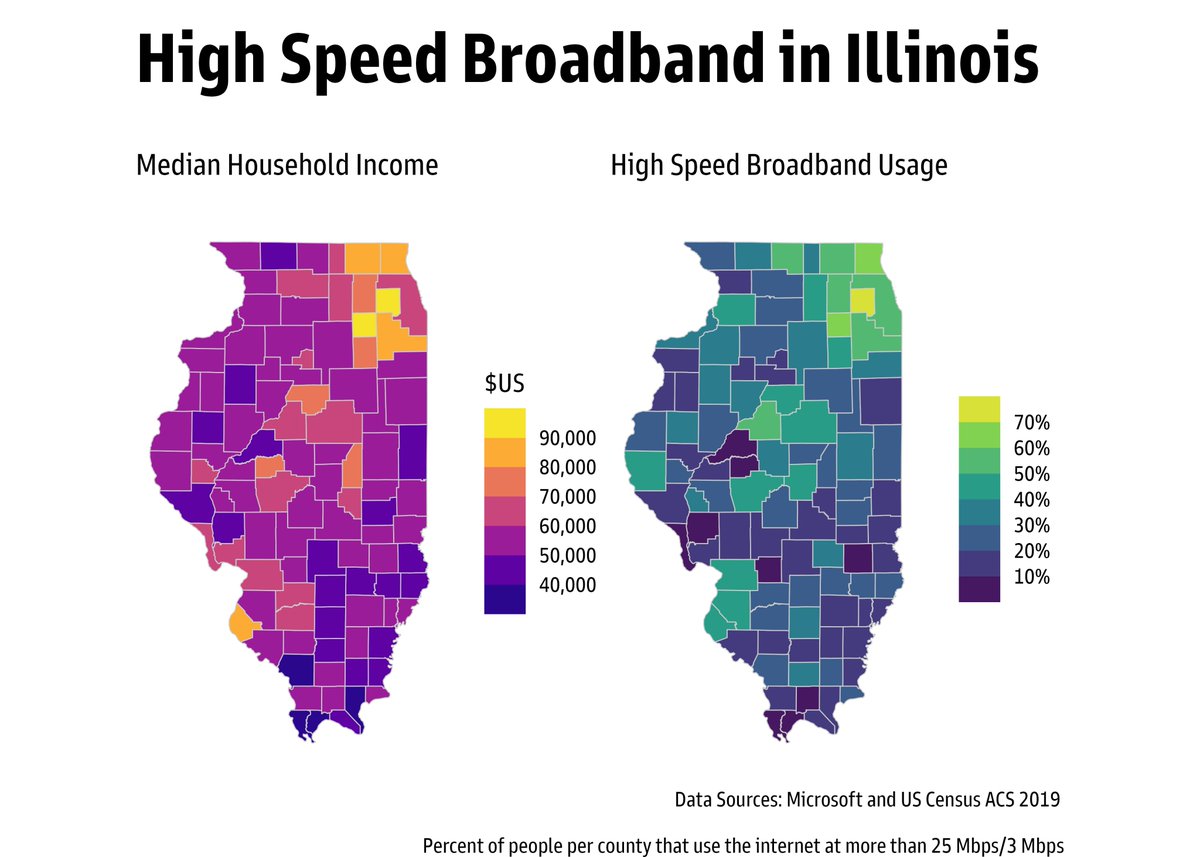 High Speed Broadband in Illinois
Median Household Income
High Speed Broadband Usage
$US
90,000
80,000
70,000
60,000
50,000
40,000
70%
60%
50%
40%
30%
20%
10%
Data Sources: Microsoft and US Census ACS 2019
Percent of people per county that use the internet at more than 25 Mbps/3 Mbps